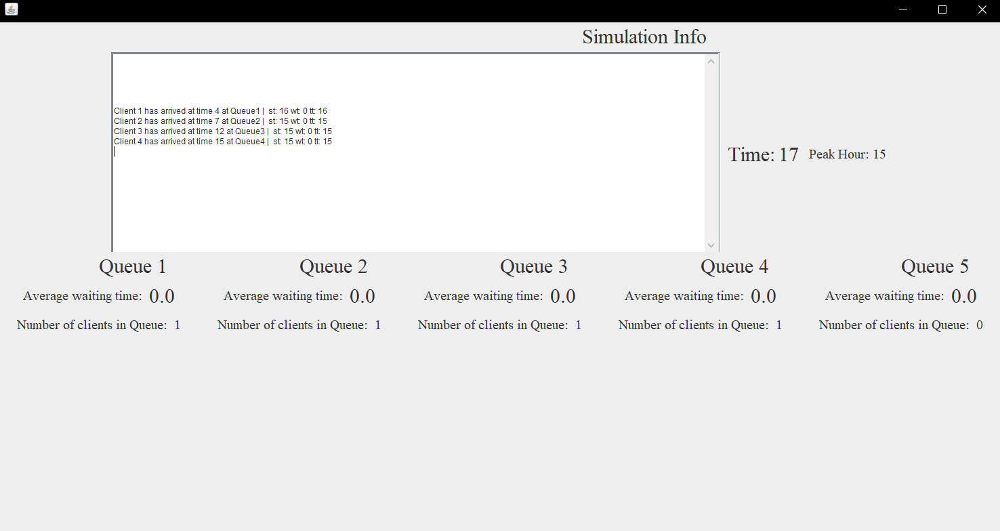 Simulation Info
Client 1 has arrived at time 4 at Queue1 |  st: 16 wt: 0 tt: 16
Client 2 has arrived at time 7 at Queue2 |  st: 15 wt: 0 tt: 15
Client 3 has arrived at time 12 at Queue3 |  st: 15 wt: 0 tt: 15
Client 4 has arrived at time 15 at Queue4 |  st: 15 wt: 0 tt: 15
Time: 17 Peak Hour: 15
Queue 1 Queue 2 Queue 3 Queue 4 Queue 5
Average waiting time: 0.0 Average waiting time: 0.0 Average waiting time: 0.0 Average waiting time: 0.0 Average waiting time: 0.0
Number of clients in Queue: 1 Number of clients in Queue: 1 Number of clients in Queue: 1 Number of clients in Queue: 1 Number of clients in Queue: 0